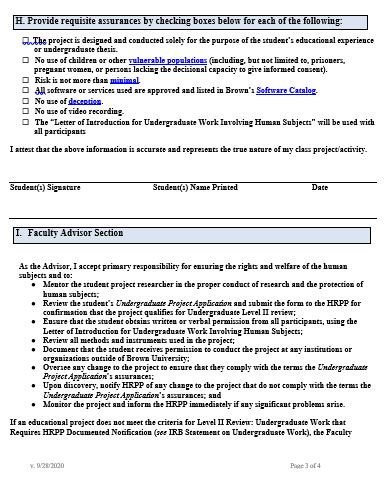 H. Provide requisite assurances by checking boxes below for each of the following:
☐ The project is designed and conducted solely for the purpose of the student's educational experience
or undergraduate thesis.
☐ No use of children or other vulnerable populations (including, but not limited to, prisoners,
pregnant women, or persons lacking the decisional capacity to give informed consent).
☐ Risk is not more than minimal.
☐ All software or services used are approved and listed in Brown's Software Catalog.
☐ No use of deception.
☐ No use of video recording.
☐ The "Letter of Introduction for Undergraduate Work Involving Human Subjects" will be used with
all participants
I attest that the above information is accurate and represents the true nature of my class project/activity.
Student(s) Signature Student(s) Name Printed Date
I. Faculty Advisor Section
As the Advisor, I accept primary responsibility for ensuring the rights and welfare of the human
subjects and to:
● Mentor the student project researcher in the proper conduct of research and the protection of
human subjects;
● Review the student's Undergraduate Project Application and submit the form to the HRPP for
confirmation that the project qualifies for Undergraduate Level II review;
● Ensure that the student obtains written or verbal permission from all participants, using the
Letter of Introduction for Undergraduate Work Involving Human Subjects;
● Review all methods and instruments used in the project;
● Document that the student receives permission to conduct the project at any institutions or
organizations outside of Brown University;
● Oversee any change to the project to ensure that they comply with the terms the Undergraduate
Project Application's assurances;
● Upon discovery, notify HRPP of any change to the project that do not comply with the terms the
Undergraduate Project Application's assurances; and
● Monitor the project and inform the HRPP immediately if any significant problems arise.
If an educational project does not meet the criteria for Level II Review: Undergraduate Work that
Requires HRPP Documented Notification (see IRB Statement on Undergraduate Work), the Faculty
v. 9/28/2020 Page 3 of 4